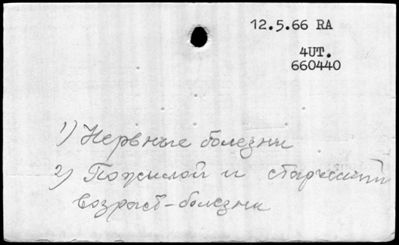 12.5.66 RA
4UT.
660440
1) Нервные болезни
2) Пожилой и старческий
возраст-болезни